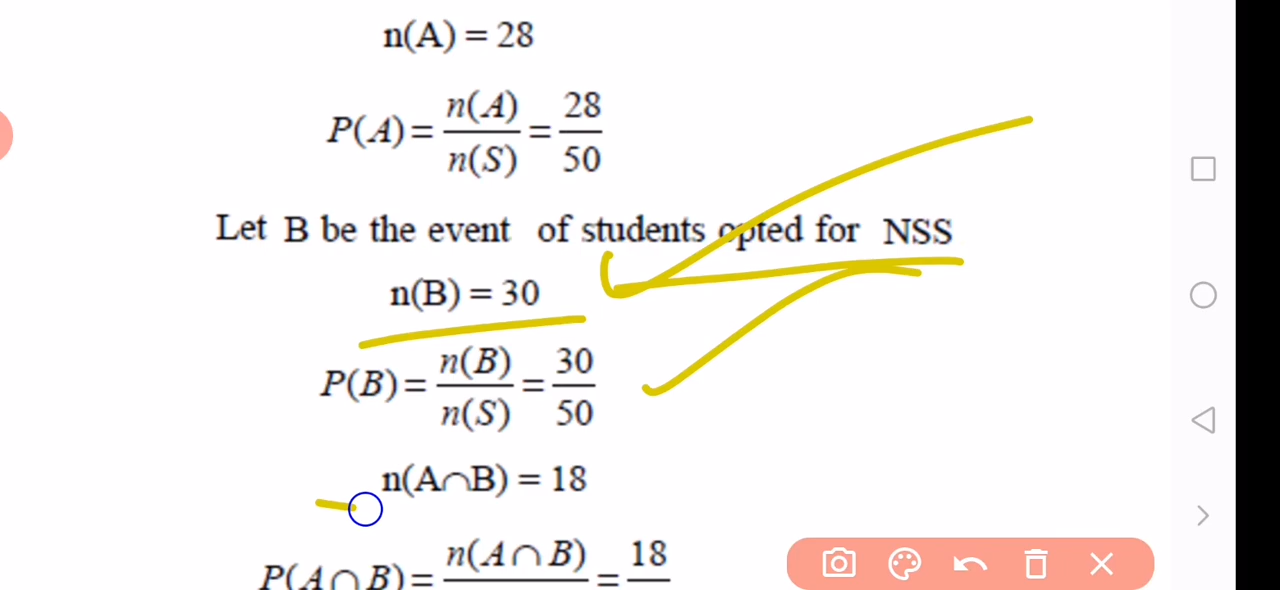 n(A) = 28
P(A) = n(A)/n(S) = 28/50
Let B be the event of students opted for NSS
n(B) = 30
P(B) = n(B)/n(S) = 30/50
n(A∩B) = 18
P(A∩B) = n(A∩B) = 18